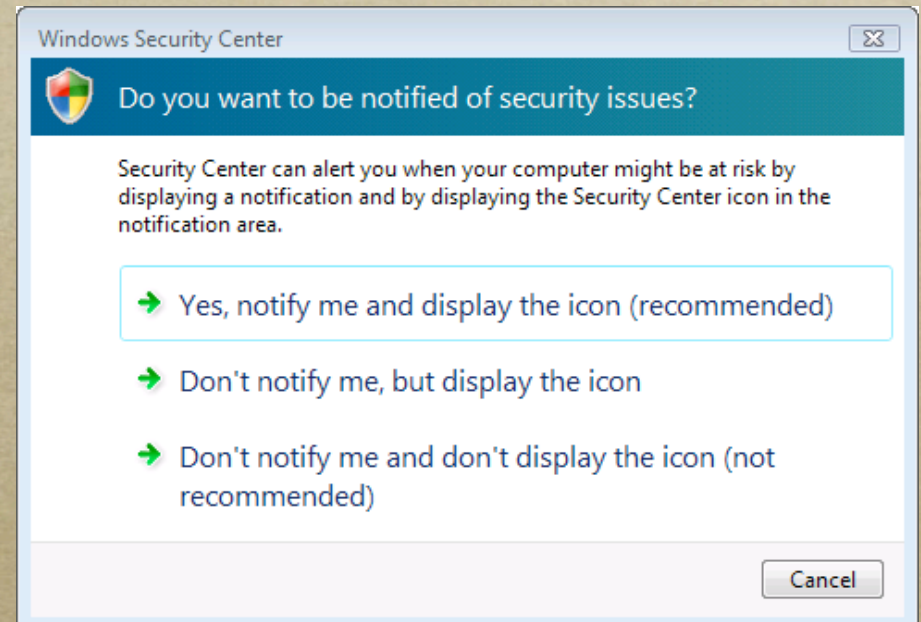 Windows Security Center
Do you want to be notified of security issues?
Security Center can alert you when your computer might be at risk by
displaying a notification and by displaying the Security Center icon in the
notification area.
Yes, notify me and display the icon (recommended)
Don't notify me, but display the icon
Don't notify me and don't display the icon (not
recommended)
Cancel